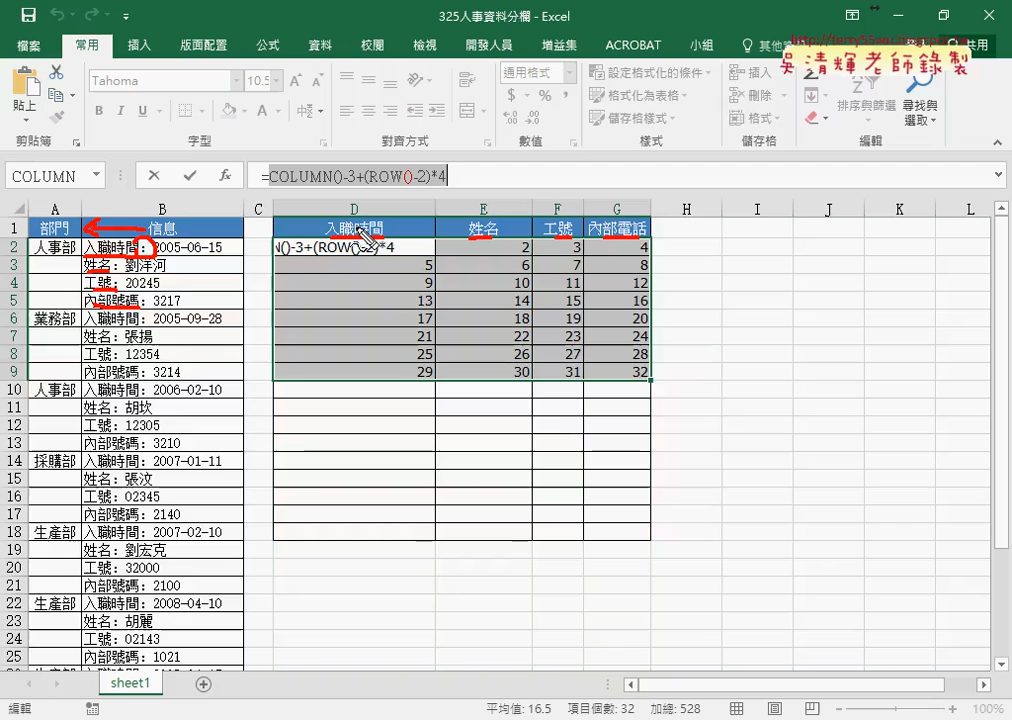 325人事資料分欄 - Excel
http://terry55wu.
吳清輝老師錄製
檔案 常用 插入 版面配置 公式 資料 校閱 檢視 開發人員 增益集 ACROBAT 小組 其他 共用
貼上 Tahoma 10.5 A A 通用格式 設定格式化的條件 插入 Σ
B I U A 中 $ % , 格式化為表格 刪除 排序與篩選 尋找與選取
.0 .00 儲存格樣式 格式
剪貼簿 字型 對齊方式 數值 樣式 儲存格 編輯
COLUMN fx =COLUMN()-3+(ROW()-2)*4
A B C D E F G H I J K L
1 部門 信息 入職時間 姓名 工號 內部電話
2 人事部 入職時間：2005-06-15 N()-3+(ROW()-2)*4 2 3 4
3 姓名：劉洋河 5 6 7 8
4 工號：20245 9 10 11 12
5 內部號碼：3217 13 14 15 16
6 業務部 入職時間：2005-09-28 17 18 19 20
7 姓名：張揚 21 22 23 24
8 工號：12354 25 26 27 28
9 內部號碼：3214 29 30 31 32
10 人事部 入職時間：2006-02-10
11 姓名：胡坎
12 工號：12305
13 內部號碼：3210
14 採購部 入職時間：2007-01-11
15 姓名：張汶
16 工號：02345
17 內部號碼：2140
18 生產部 入職時間：2007-02-10
19 姓名：劉宏克
20 工號：32000
21 內部號碼：2100
22 生產部 入職時間：2008-04-10
23 姓名：胡麗
24 工號：02143
25 內部號碼：1021
sheet1
編輯 平均值: 16.5 項目個數: 32 加總: 528 100%